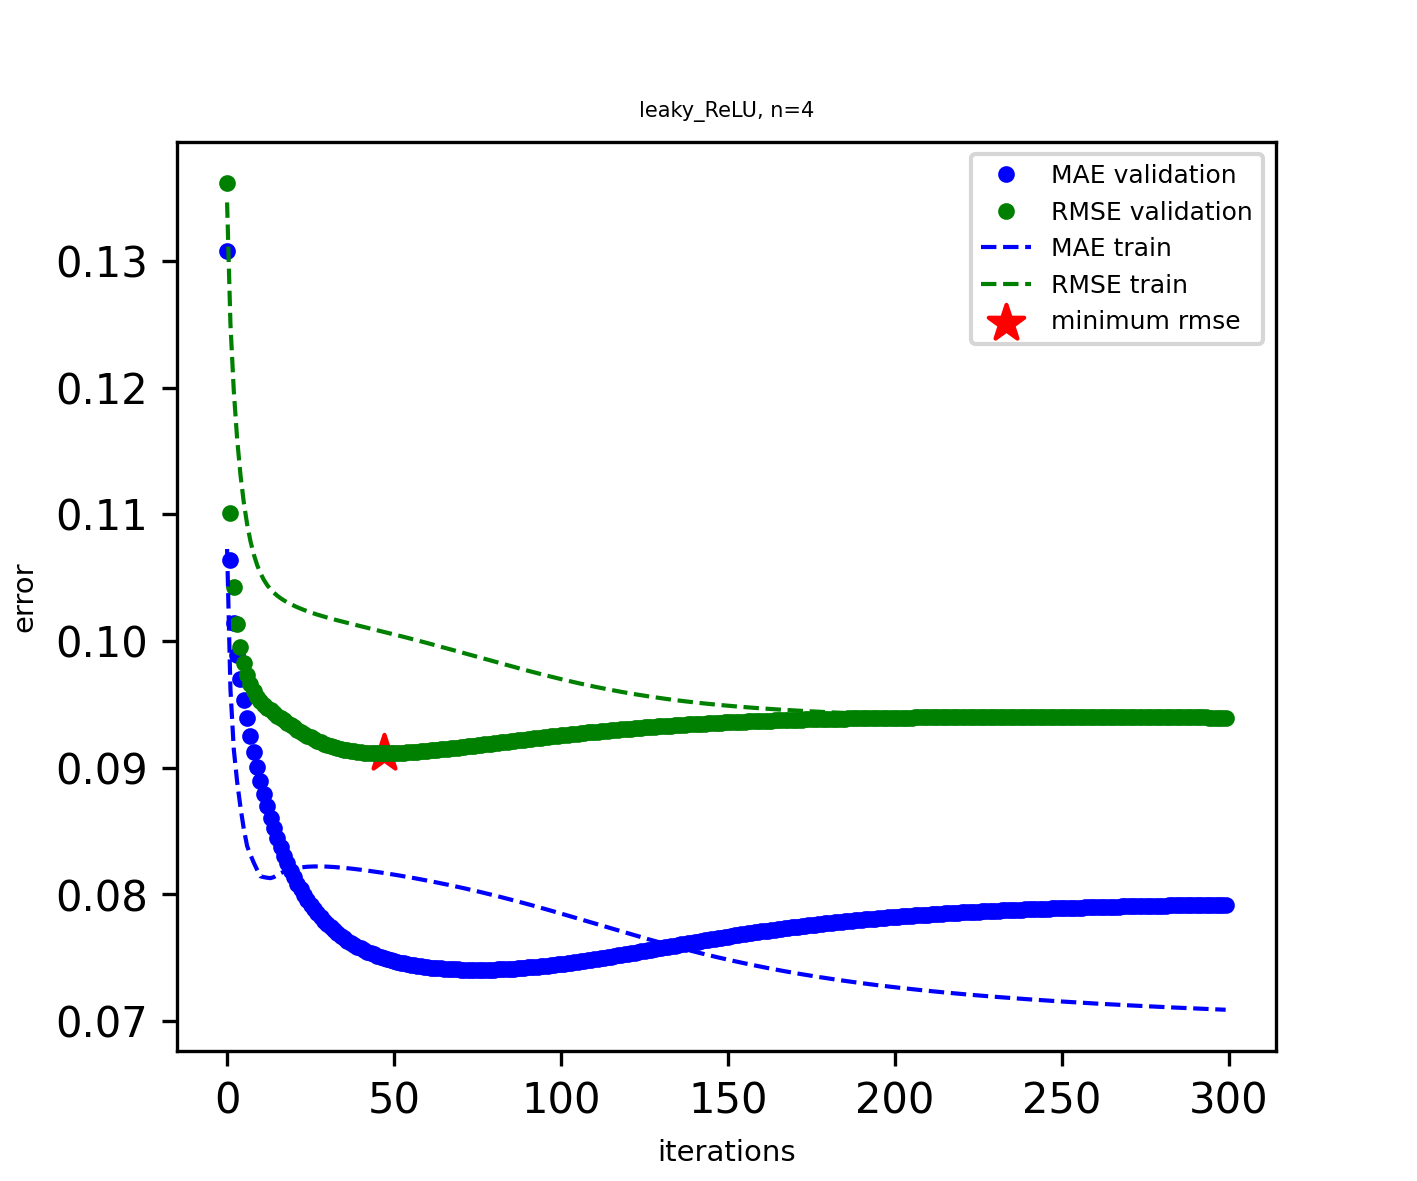 leaky_ReLU, n=4
MAE validation
RMSE validation
MAE train
RMSE train
minimum rmse
error
0.13
0.12
0.11
0.10
0.09
0.08
0.07
0 50 100 150 200 250 300
iterations